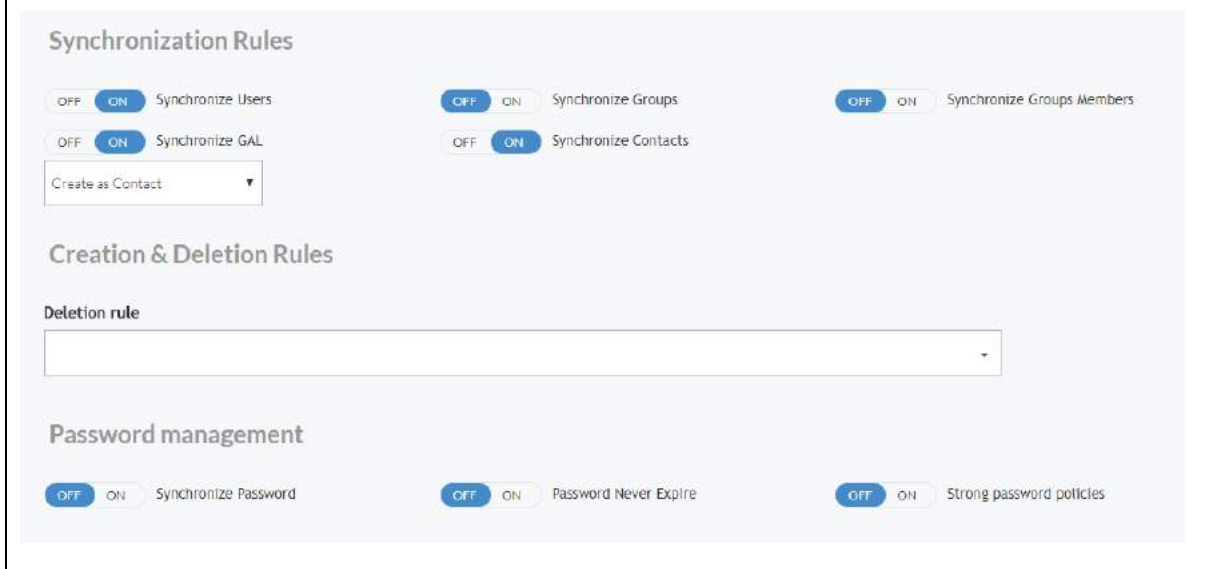 Synchronization Rules
OFF ON Synchronize Users OFF ON Synchronize Groups OFF ON Synchronize Groups Members
OFF ON Synchronize GAL OFF ON Synchronize Contacts
Create as Contact
Creation & Deletion Rules
Deletion rule
Password management
OFF ON Synchronize Password OFF ON Password Never Expire OFF ON Strong password policies